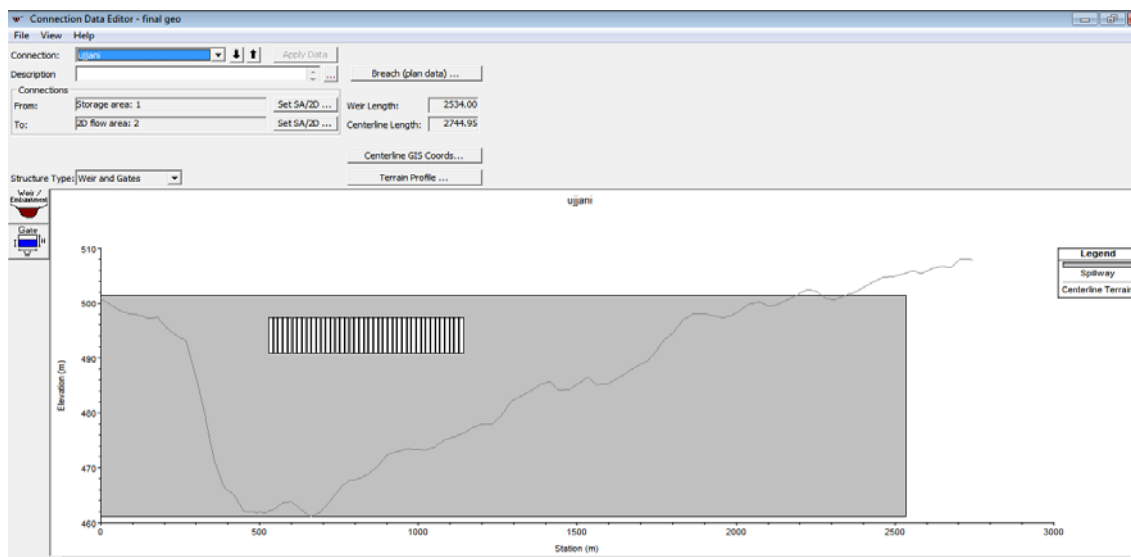 Connection Data Editor - final geo
File View Help
Connection: ujjani Apply Data
Description ... Breach (plan data) ...
Connections
From: Storage area: 1 Set SA/2D ... Weir Length: 2534.00
To: 2D flow area: 2 Set SA/2D ... Centerline Length: 2744.95
Centerline GIS Coords...
Structure Type: Weir and Gates Terrain Profile ...
Weir /
Embankment
Gate
H
W
ujjani
Legend
Spillway
Centerline Terrain
510
500
490
480
470
460
Elevation (m)
0 500 1000 1500 2000 2500 3000
Station (m)